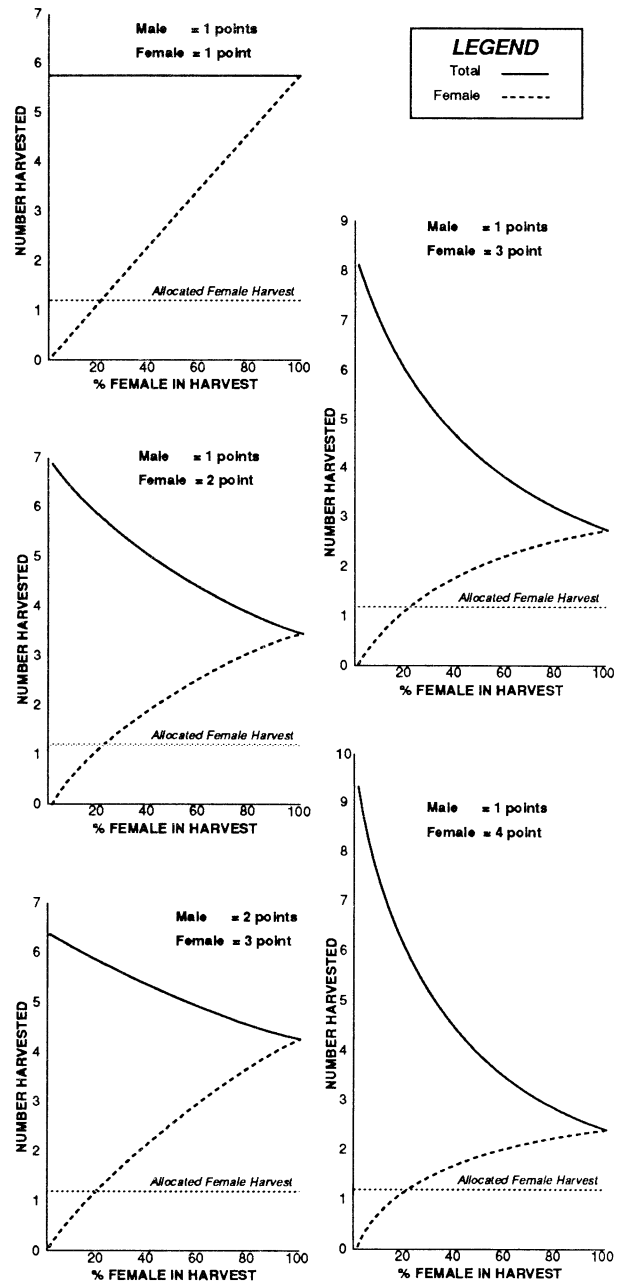 7
6
5
4
3
2
1
0
NUMBER HARVESTED
Male = 1 points
Female = 1 point
Allocated Female Harvest
20 40 60 80 100
% FEMALE IN HARVEST
LEGEND
Total
Female
9
8
7
6
5
4
3
2
1
0
NUMBER HARVESTED
Male = 1 points
Female = 3 point
Allocated Female Harvest
20 40 60 80 100
% FEMALE IN HARVEST
7
6
5
4
3
2
1
0
NUMBER HARVESTED
Male = 1 points
Female = 2 point
Allocated Female Harvest
20 40 60 80 100
% FEMALE IN HARVEST
10
9
8
7
6
5
4
3
2
1
0
NUMBER HARVESTED
Male = 1 points
Female = 4 point
Allocated Female Harvest
20 40 60 80 100
% FEMALE IN HARVEST
7
6
5
4
3
2
1
0
NUMBER HARVESTED
Male = 2 points
Female = 3 point
Allocated Female Harvest
20 40 60 80 100
% FEMALE IN HARVEST